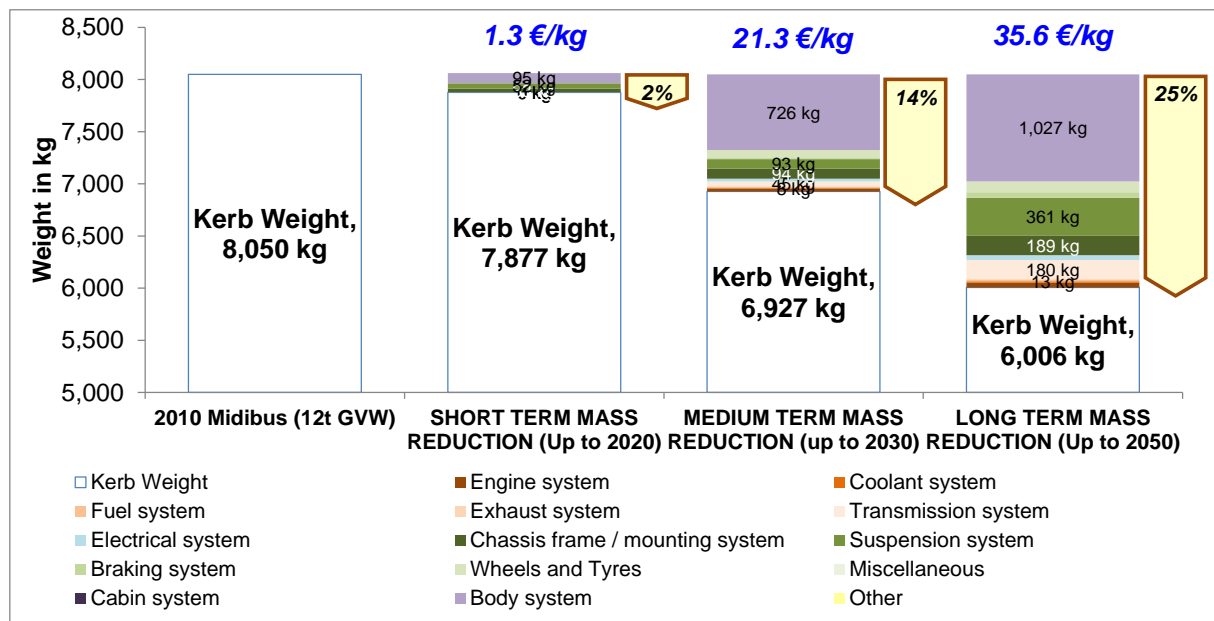 1.3 €/kg
21.3 €/kg
35.6 €/kg
Weight in kg
8,500
8,000
7,500
7,000
6,500
6,000
5,500
5,000
Kerb Weight,
8,050 kg
95 kg
2%
Kerb Weight,
7,877 kg
726 kg
93 kg
94 kg
45 kg
14%
Kerb Weight,
6,927 kg
1,027 kg
361 kg
189 kg
180 kg
13 kg
25%
Kerb Weight,
6,006 kg
2010 Midibus (12t GVW)
SHORT TERM MASS
REDUCTION (Up to 2020)
MEDIUM TERM MASS
REDUCTION (up to 2030)
LONG TERM MASS
REDUCTION (Up to 2050)
Kerb Weight
Engine system
Coolant system
Fuel system
Exhaust system
Transmission system
Electrical system
Chassis frame / mounting system
Suspension system
Braking system
Wheels and Tyres
Miscellaneous
Cabin system
Body system
Other